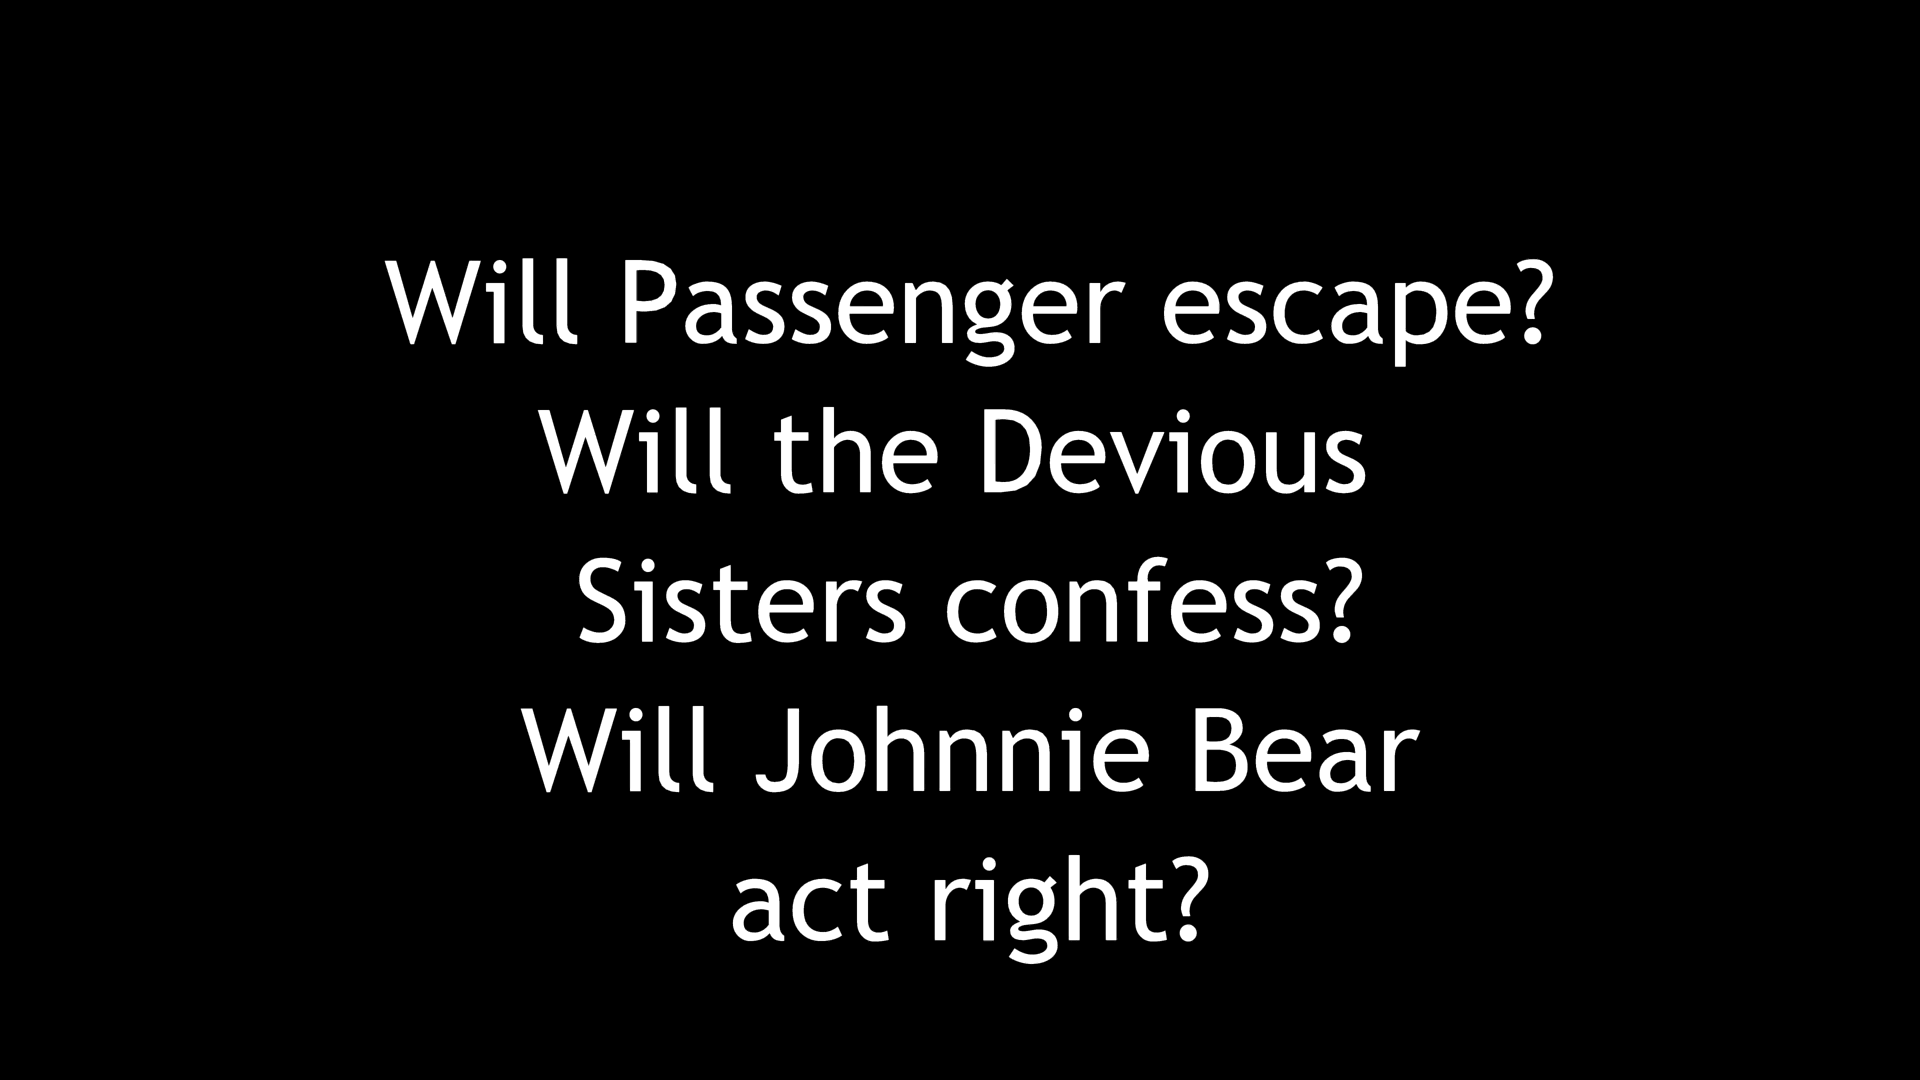 Will Passenger escape?
Will the Devious
Sisters confess?
Will Johnnie Bear
act right?